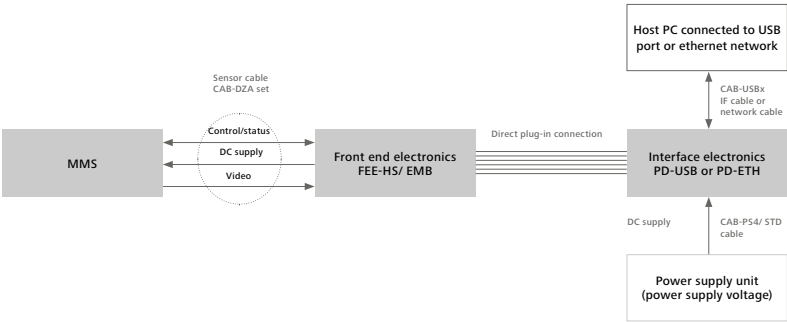 Host PC connected to USB
port or ethernet network
Sensor cable
CAB-DZA set
CAB-USBx
IF cable or
network cable
Control/status
Direct plug-in connection
MMS
DC supply
Front end electronics
FEE-HS/ EMB
Interface electronics
PD-USB or PD-ETH
Video
DC supply
CAB-PS4/ STD
cable
Power supply unit
(power supply voltage)